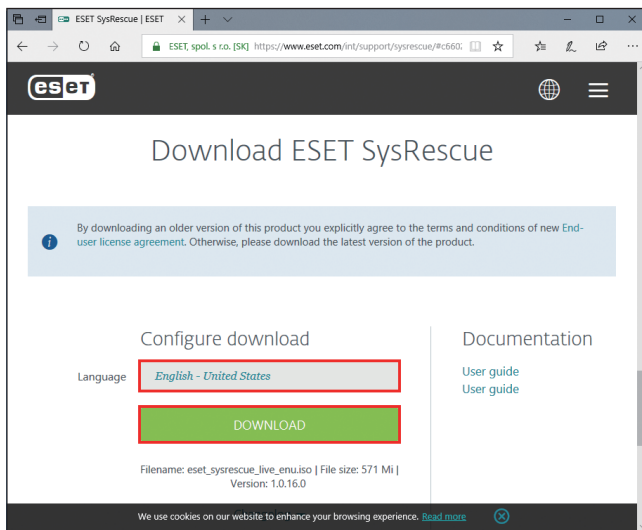 ESET SysRescue | ESET
ESET, spol. s r.o. [SK] https://www.eset.com/int/support/sysrescue/#c660
eset
Download ESET SysRescue
By downloading an older version of this product you explicitly agree to the terms and conditions of new End-
user license agreement. Otherwise, please download the latest version of the product.
Configure download
Language
English - United States
DOWNLOAD
Filename: eset_sysrescue_live_enu.iso | File size: 571 Mi |
Version: 1.0.16.0
Documentation
User guide
User guide
We use cookies on our website to enhance your browsing experience. Read more